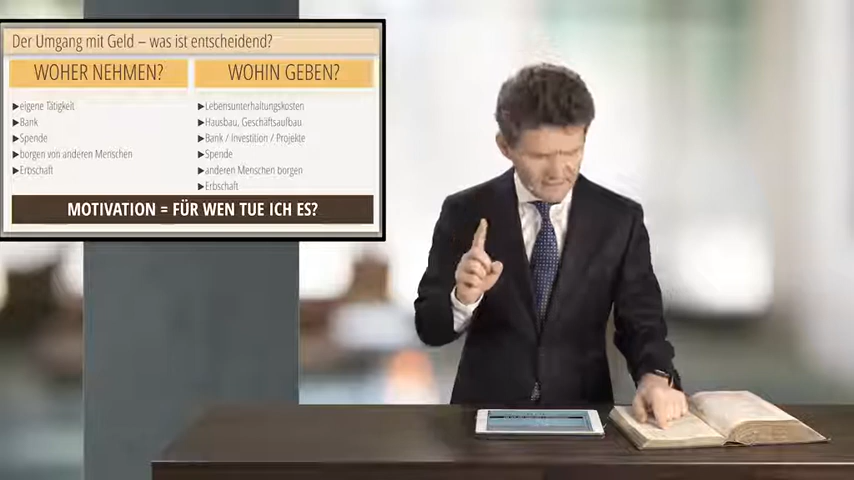 Der Umgang mit Geld – was ist entscheidend?
WOHER NEHMEN?
▶eigene Tätigkeit
▶Bank
▶Spende
▶borgen von anderen Menschen
▶Erbschaft
WOHIN GEBEN?
▶Lebensunterhaltungskosten
▶Hausbau, Geschäftsaufbau
▶Bank / Investition / Projekte
▶Spende
▶anderen Menschen borgen
▶Erbschaft
MOTIVATION = FÜR WEN TUE ICH ES?